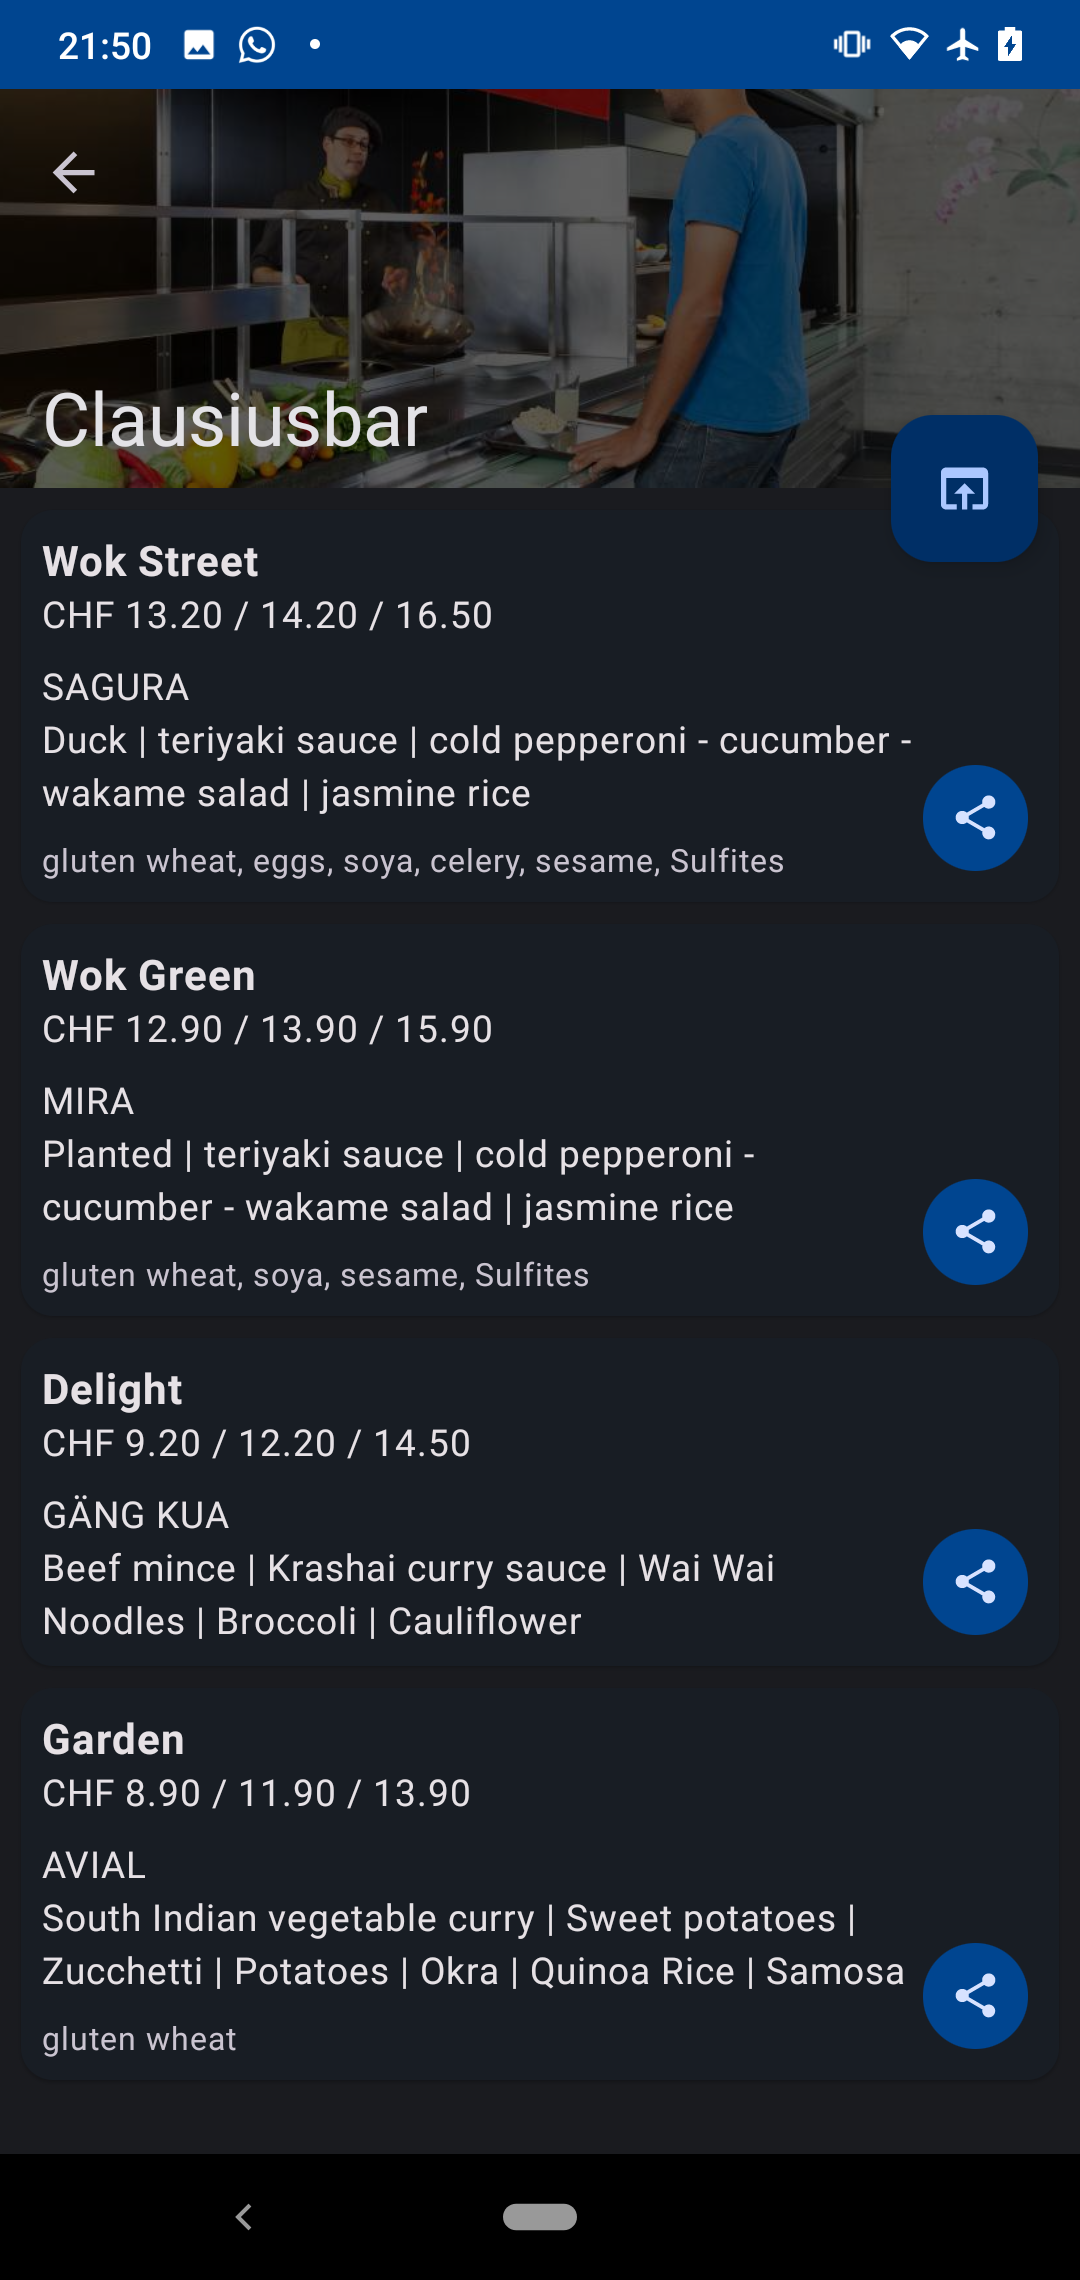 21:50
Clausiusbar
Wok Street
CHF 13.20 / 14.20 / 16.50
SAGURA
Duck | teriyaki sauce | cold pepperoni - cucumber -
wakame salad | jasmine rice
gluten wheat, eggs, soya, celery, sesame, Sulfites
Wok Green
CHF 12.90 / 13.90 / 15.90
MIRA
Planted | teriyaki sauce | cold pepperoni -
cucumber - wakame salad | jasmine rice
gluten wheat, soya, sesame, Sulfites
Delight
CHF 9.20 / 12.20 / 14.50
GÄNG KUA
Beef mince | Krashai curry sauce | Wai Wai
Noodles | Broccoli | Cauliflower
Garden
CHF 8.90 / 11.90 / 13.90
AVIAL
South Indian vegetable curry | Sweet potatoes |
Zucchetti | Potatoes | Okra | Quinoa Rice | Samosa
gluten wheat